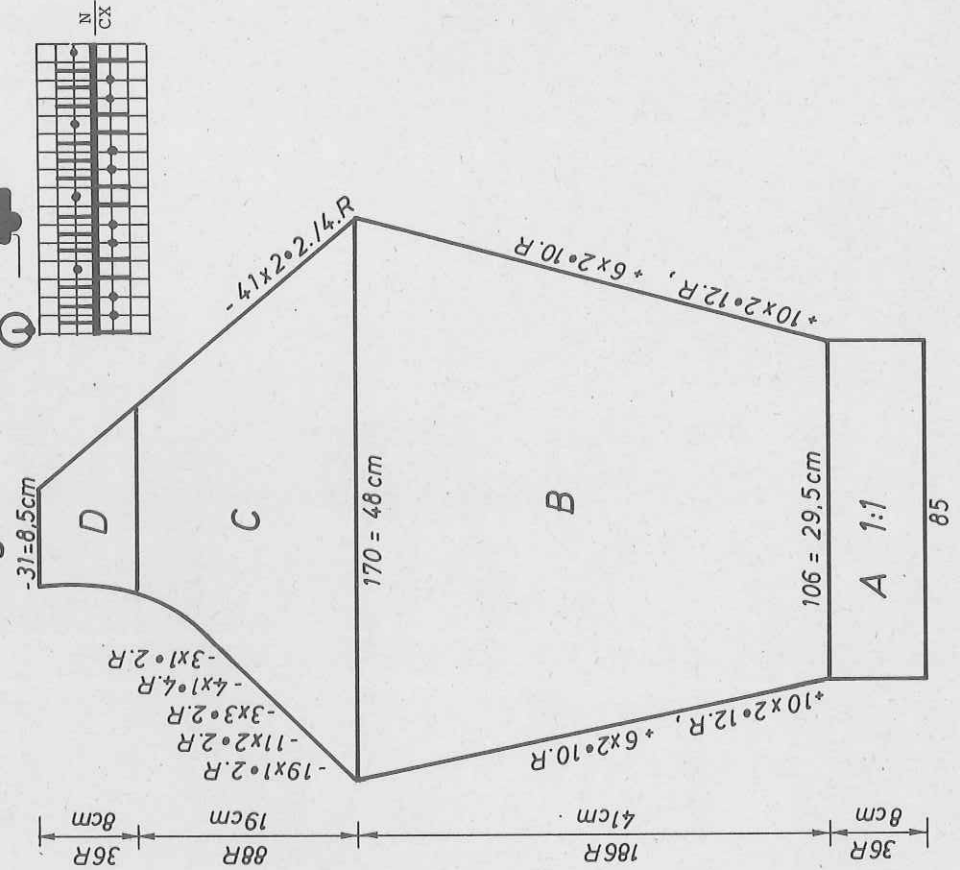 N
CX
-31=8,5cm
D
-41x2•2./4.R
C
-3x1•2.R
-4x1•4.R
-3x3•2.R
-11x2•2.R
-19x1•2.R
170 = 48cm
B
+10x2•12.R, +6x2•10.R
+10x2•12.R, +6x2•10.R
106 = 29,5cm
A 1:1
85
8cm
36R
19cm
88R
41cm
186R
8cm
36R